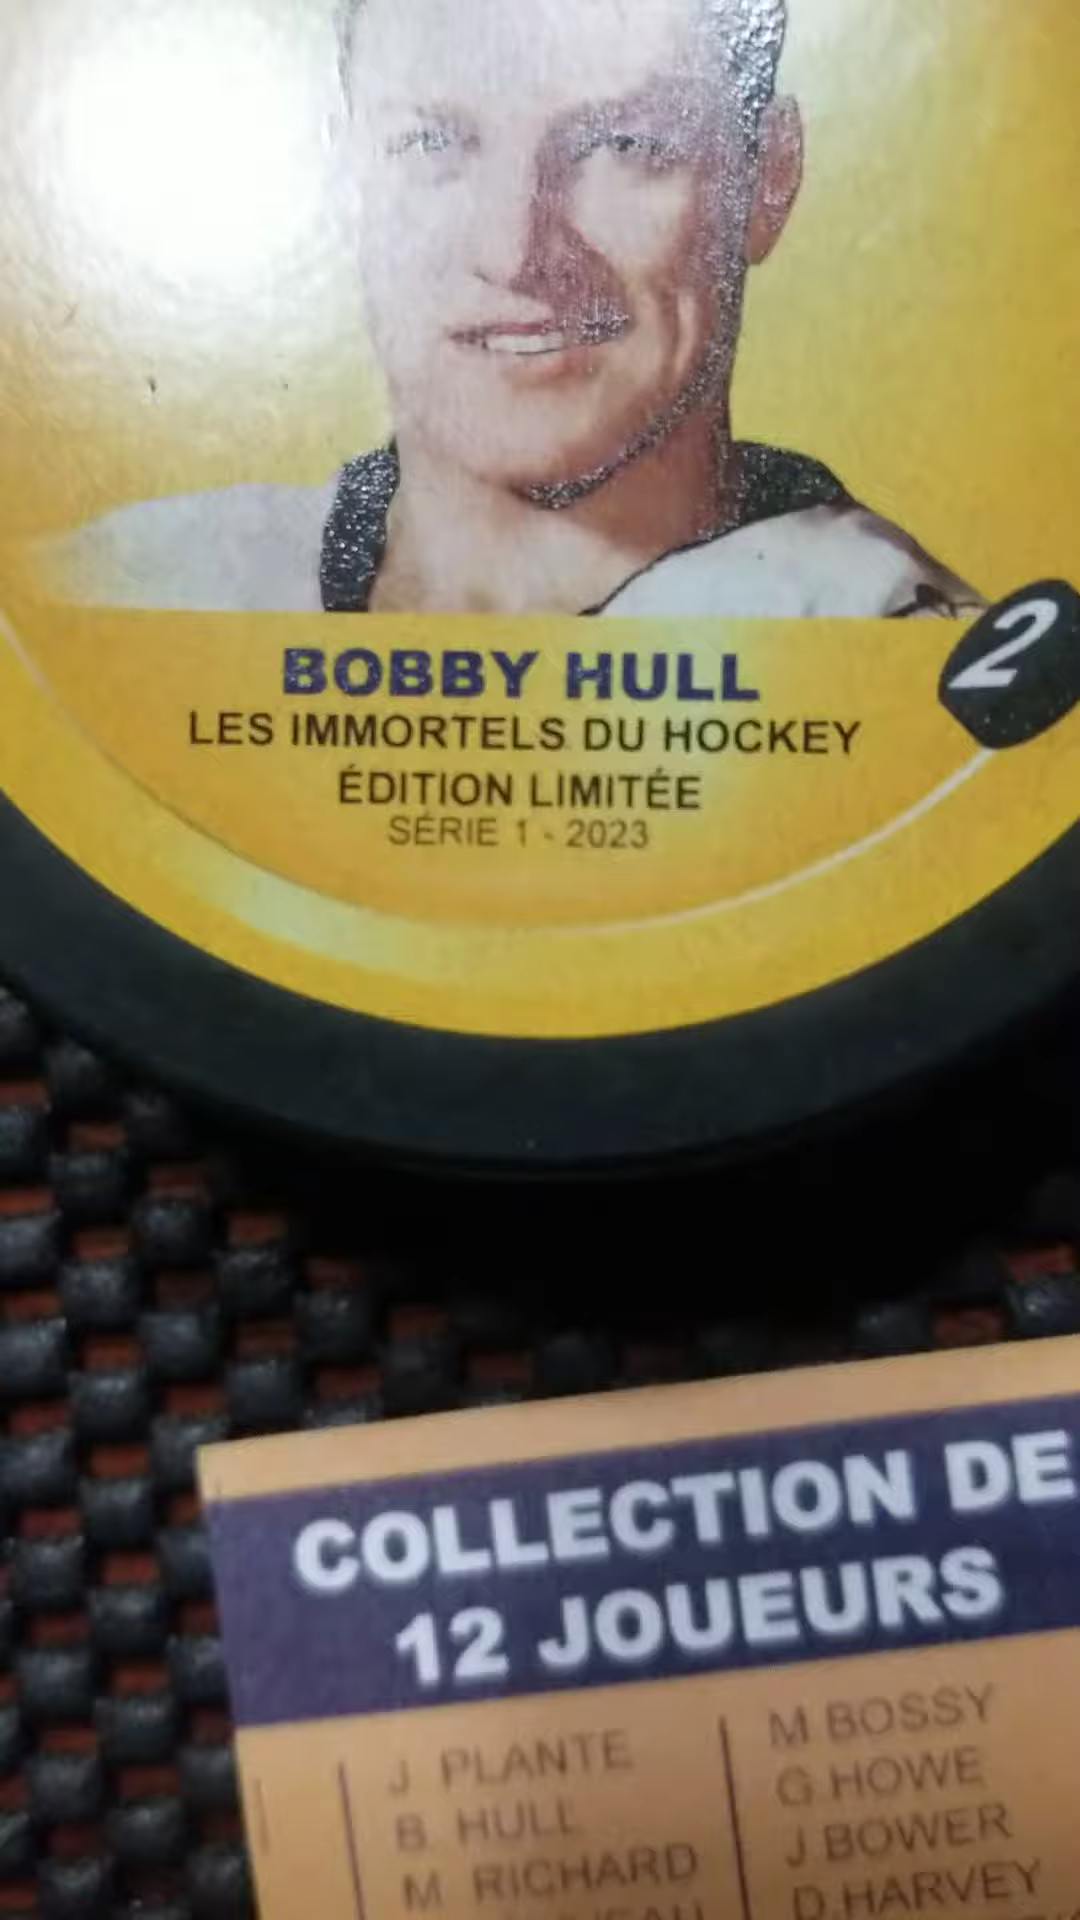 BOBBY HULL
LES IMMORTELS DU HOCKEY
ÉDITION LIMITÉE
SÉRIE 1 - 2023
2
COLLECTION DE
12 JOUEURS
J PLANTE
B. HULL
M RICHARD
M BOSSY
G HOWE
J BOWER
D.HARVEY